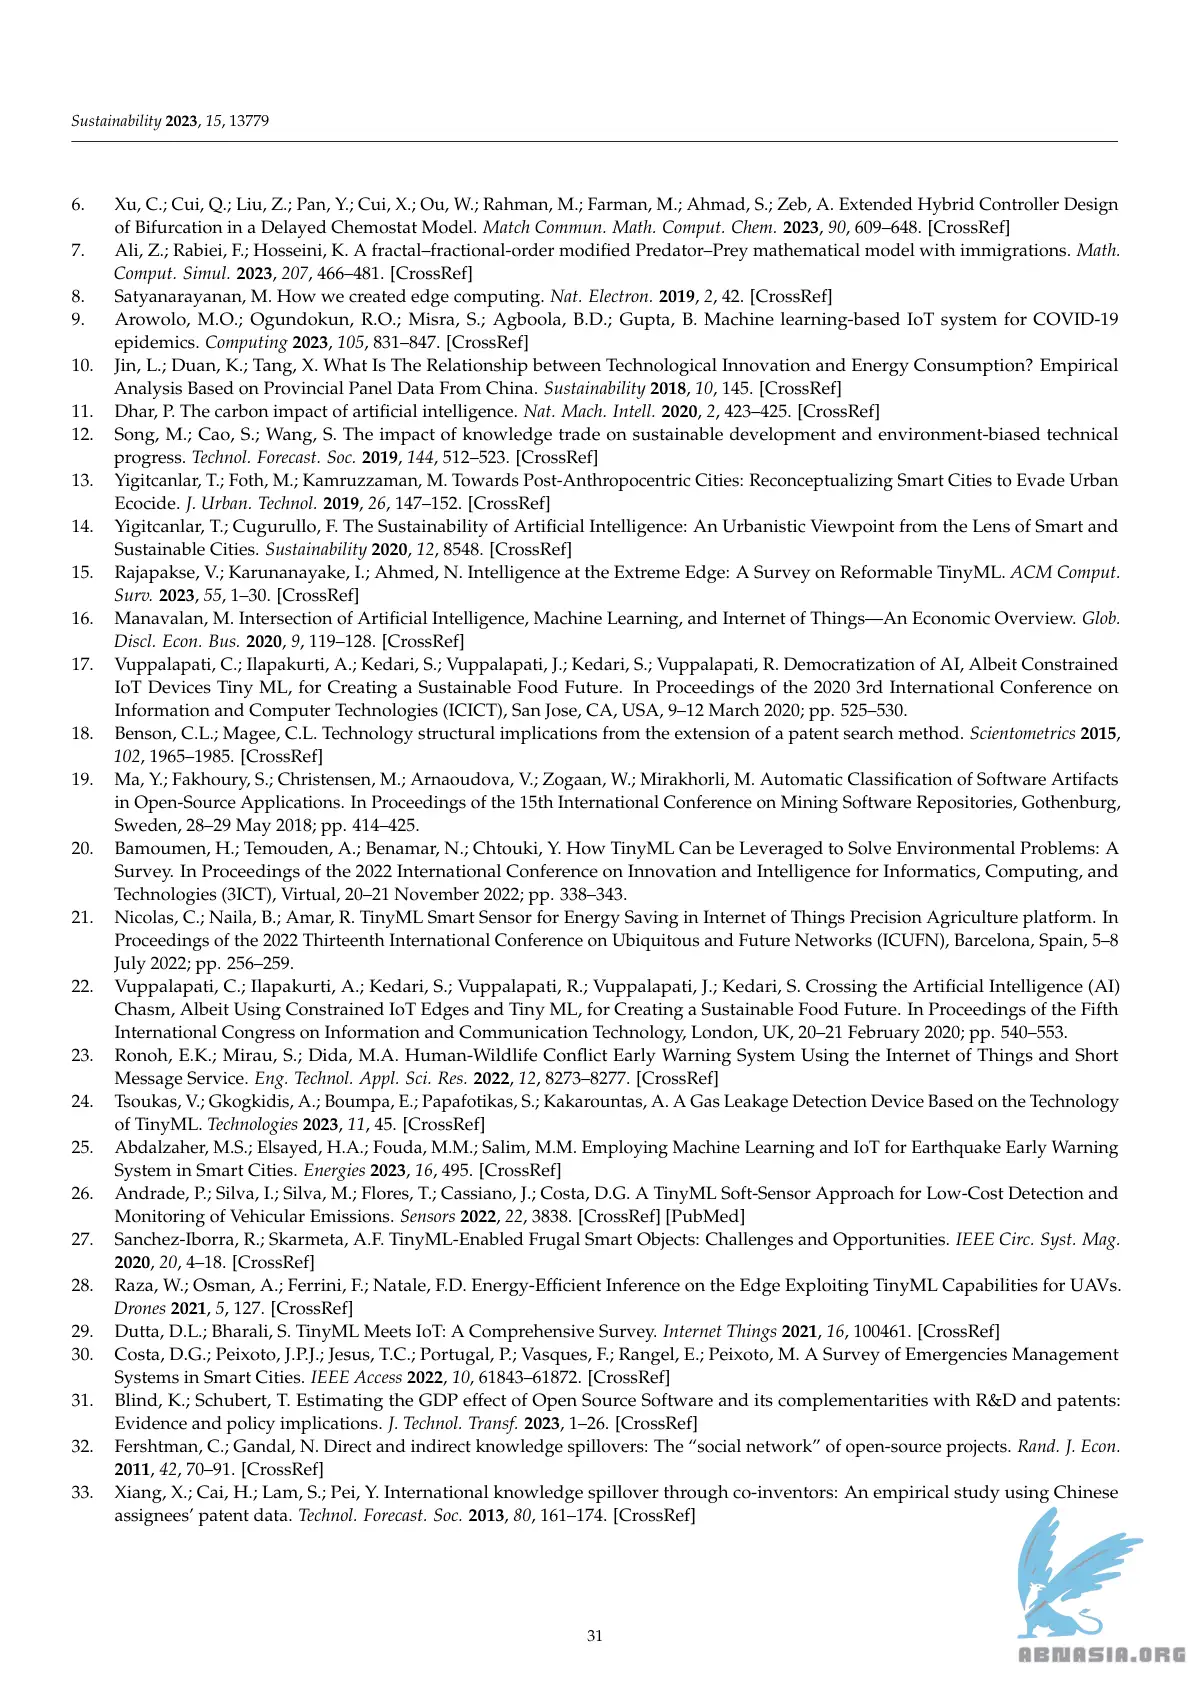 Sustainability 2023, 15, 13779
6. Xu, C.; Cui, Q.; Liu, Z.; Pan, Y.; Cui, X.; Ou, W.; Rahman, M.; Farman, M.; Ahmad, S.; Zeb, A. Extended Hybrid Controller Design
of Bifurcation in a Delayed Chemostat Model. Match Commun. Math. Comput. Chem. 2023, 90, 609–648. [CrossRef]
7. Ali, Z.; Rabiei, F.; Hosseini, K. A fractal–fractional-order modified Predator–Prey mathematical model with immigrations. Math.
Comput. Simul. 2023, 207, 466–481. [CrossRef]
8. Satyanarayanan, M. How we created edge computing. Nat. Electron. 2019, 2, 42. [CrossRef]
9. Arowolo, M.O.; Ogundokun, R.O.; Misra, S.; Agboola, B.D.; Gupta, B. Machine learning-based IoT system for COVID-19
epidemics. Computing 2023, 105, 831–847. [CrossRef]
10. Jin, L.; Duan, K.; Tang, X. What Is The Relationship between Technological Innovation and Energy Consumption? Empirical
Analysis Based on Provincial Panel Data From China. Sustainability 2018, 10, 145. [CrossRef]
11. Dhar, P. The carbon impact of artificial intelligence. Nat. Mach. Intell. 2020, 2, 423–425. [CrossRef]
12. Song, M.; Cao, S.; Wang, S. The impact of knowledge trade on sustainable development and environment-biased technical
progress. Technol. Forecast. Soc. 2019, 144, 512–523. [CrossRef]
13. Yigitcanlar, T.; Foth, M.; Kamruzzaman, M. Towards Post-Anthropocentric Cities: Reconceptualizing Smart Cities to Evade Urban
Ecocide. J. Urban. Technol. 2019, 26, 147–152. [CrossRef]
14. Yigitcanlar, T.; Cugurullo, F. The Sustainability of Artificial Intelligence: An Urbanistic Viewpoint from the Lens of Smart and
Sustainable Cities. Sustainability 2020, 12, 8548. [CrossRef]
15. Rajapakse, V.; Karunanayake, I.; Ahmed, N. Intelligence at the Extreme Edge: A Survey on Reformable TinyML. ACM Comput.
Surv. 2023, 55, 1–30. [CrossRef]
16. Manavalan, M. Intersection of Artificial Intelligence, Machine Learning, and Internet of Things—An Economic Overview. Glob.
Discl. Econ. Bus. 2020, 9, 119–128. [CrossRef]
17. Vuppalapati, C.; Ilapakurti, A.; Kedari, S.; Vuppalapati, J.; Kedari, S.; Vuppalapati, R. Democratization of AI, Albeit Constrained
IoT Devices Tiny ML, for Creating a Sustainable Food Future. In Proceedings of the 2020 3rd International Conference on
Information and Computer Technologies (ICICT), San Jose, CA, USA, 9–12 March 2020; pp. 525–530.
18. Benson, C.L.; Magee, C.L. Technology structural implications from the extension of a patent search method. Scientometrics 2015,
102, 1965–1985. [CrossRef]
19. Ma, Y.; Fakhoury, S.; Christensen, M.; Arnaoudova, V.; Zogaan, W.; Mirakhorli, M. Automatic Classification of Software Artifacts
in Open-Source Applications. In Proceedings of the 15th International Conference on Mining Software Repositories, Gothenburg,
Sweden, 28–29 May 2018; pp. 414–425.
20. Bamoumen, H.; Temouden, A.; Benamar, N.; Chtouki, Y. How TinyML Can be Leveraged to Solve Environmental Problems: A
Survey. In Proceedings of the 2022 International Conference on Innovation and Intelligence for Informatics, Computing, and
Technologies (3ICT), Virtual, 20–21 November 2022; pp. 338–343.
21. Nicolas, C.; Naila, B.; Amar, R. TinyML Smart Sensor for Energy Saving in Internet of Things Precision Agriculture platform. In
Proceedings of the 2022 Thirteenth International Conference on Ubiquitous and Future Networks (ICUFN), Barcelona, Spain, 5–8
July 2022; pp. 256–259.
22. Vuppalapati, C.; Ilapakurti, A.; Kedari, S.; Vuppalapati, R.; Vuppalapati, J.; Kedari, S. Crossing the Artificial Intelligence (AI)
Chasm, Albeit Using Constrained IoT Edges and Tiny ML, for Creating a Sustainable Food Future. In Proceedings of the Fifth
International Congress on Information and Communication Technology, London, UK, 20–21 February 2020; pp. 540–553.
23. Ronoh, E.K.; Mirau, S.; Dida, M.A. Human-Wildlife Conflict Early Warning System Using the Internet of Things and Short
Message Service. Eng. Technol. Appl. Sci. Res. 2022, 12, 8273–8277. [CrossRef]
24. Tsoukas, V.; Gkogkidis, A.; Boumpa, E.; Papafotikas, S.; Kakarountas, A. A Gas Leakage Detection Device Based on the Technology
of TinyML. Technologies 2023, 11, 45. [CrossRef]
25. Abdalzaher, M.S.; Elsayed, H.A.; Fouda, M.M.; Salim, M.M. Employing Machine Learning and IoT for Earthquake Early Warning
System in Smart Cities. Energies 2023, 16, 495. [CrossRef]
26. Andrade, P.; Silva, I.; Silva, M.; Flores, T.; Cassiano, J.; Costa, D.G. A TinyML Soft-Sensor Approach for Low-Cost Detection and
Monitoring of Vehicular Emissions. Sensors 2022, 22, 3838. [CrossRef] [PubMed]
27. Sanchez-Iborra, R.; Skarmeta, A.F. TinyML-Enabled Frugal Smart Objects: Challenges and Opportunities. IEEE Circ. Syst. Mag.
2020, 20, 4–18. [CrossRef]
28. Raza, W.; Osman, A.; Ferrini, F.; Natale, F.D. Energy-Efficient Inference on the Edge Exploiting TinyML Capabilities for UAVs.
Drones 2021, 5, 127. [CrossRef]
29. Dutta, D.L.; Bharali, S. TinyML Meets IoT: A Comprehensive Survey. Internet Things 2021, 16, 100461. [CrossRef]
30. Costa, D.G.; Peixoto, J.P.J.; Jesus, T.C.; Portugal, P.; Vasques, F.; Rangel, E.; Peixoto, M. A Survey of Emergencies Management
Systems in Smart Cities. IEEE Access 2022, 10, 61843–61872. [CrossRef]
31. Blind, K.; Schubert, T. Estimating the GDP effect of Open Source Software and its complementarities with R&D and patents:
Evidence and policy implications. J. Technol. Transf. 2023, 1–26. [CrossRef]
32. Fershtman, C.; Gandal, N. Direct and indirect knowledge spillovers: The “social network” of open-source projects. Rand. J. Econ.
2011, 42, 70–91. [CrossRef]
33. Xiang, X.; Cai, H.; Lam, S.; Pei, Y. International knowledge spillover through co-inventors: An empirical study using Chinese
assignees’ patent data. Technol. Forecast. Soc. 2013, 80, 161–174. [CrossRef]
31
ABNASIA.ORG